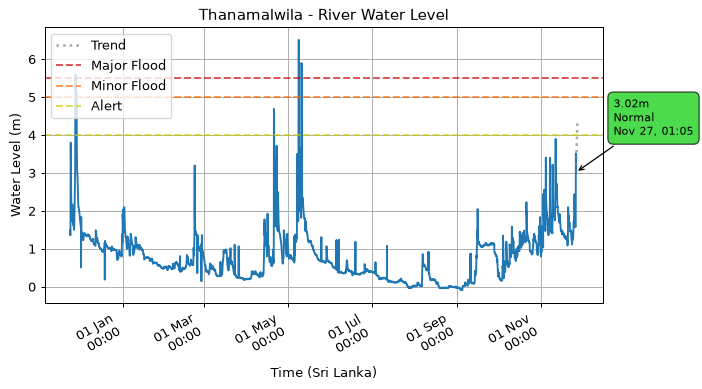 Thanamalwila - River Water Level
Trend
Major Flood
Minor Flood
Alert
3.02m
Normal
Nov 27, 01:05
Water Level (m)
6
5
4
3
2
1
0
01 Jan
00:00
01 Mar
00:00
01 May
00:00
01 Jul
00:00
01 Sep
00:00
01 Nov
00:00
Time (Sri Lanka)